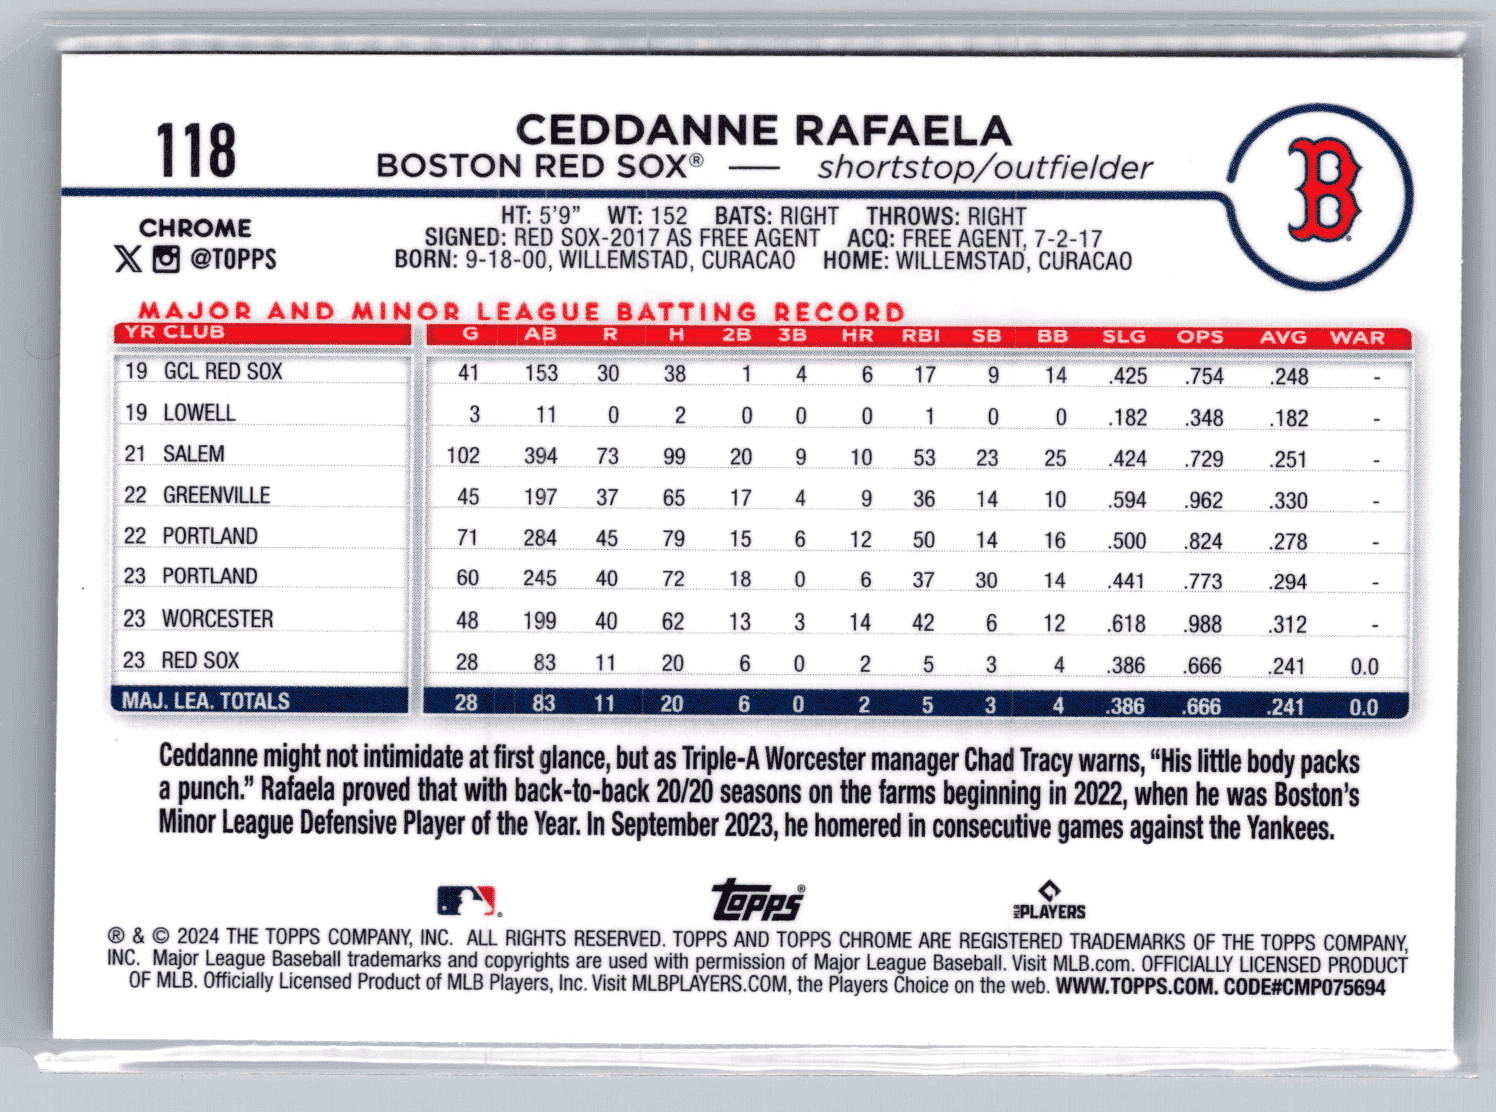 118
CEDDANNE RAFAELA
BOSTON RED SOX® — shortstop/outfielder
B
CHROME
X @TOPPS
HT: 5'9" WT: 152 BATS: RIGHT THROWS: RIGHT
SIGNED: RED SOX-2017 AS FREE AGENT ACQ: FREE AGENT, 7-2-17
BORN: 9-18-00, WILLEMSTAD, CURACAO HOME: WILLEMSTAD, CURACAO
MAJOR AND MINOR LEAGUE BATTING RECORD
YR CLUB G AB R H 2B 3B HR RBI SB BB SLG OPS AVG WAR
19 GCL RED SOX 41 153 30 38 1 4 6 17 9 14 .425 .754 .248 -
19 LOWELL 3 11 0 2 0 0 0 1 0 0 .182 .348 .182 -
21 SALEM 102 394 73 99 20 9 10 53 23 25 .424 .729 .251 -
22 GREENVILLE 45 197 37 65 17 4 9 36 14 10 .594 .962 .330 -
22 PORTLAND 71 284 45 79 15 6 12 50 14 16 .500 .824 .278 -
23 PORTLAND 60 245 40 72 18 0 6 37 30 14 .441 .773 .294 -
23 WORCESTER 48 199 40 62 13 3 14 42 6 12 .618 .988 .312 -
23 RED SOX 28 83 11 20 6 0 2 5 3 4 .386 .666 .241 0.0
MAJ. LEA. TOTALS 28 83 11 20 6 0 2 5 3 4 .386 .666 .241 0.0
Ceddanne might not intimidate at first glance, but as Triple-A Worcester manager Chad Tracy warns, “His little body packs
a punch.” Rafaela proved that with back-to-back 20/20 seasons on the farms beginning in 2022, when he was Boston's
Minor League Defensive Player of the Year. In September 2023, he homered in consecutive games against the Yankees.
Topps® MLB PLAYERS
® & © 2024 THE TOPPS COMPANY, INC. ALL RIGHTS RESERVED. TOPPS AND TOPPS CHROME ARE REGISTERED TRADEMARKS OF THE TOPPS COMPANY,
INC. Major League Baseball trademarks and copyrights are used with permission of Major League Baseball. Visit MLB.com. OFFICIALLY LICENSED PRODUCT
OF MLB. Officially Licensed Product of MLB Players, Inc. Visit MLBPLAYERS.COM, the Players Choice on the web. WWW.TOPPS.COM. CODE#CMP075694